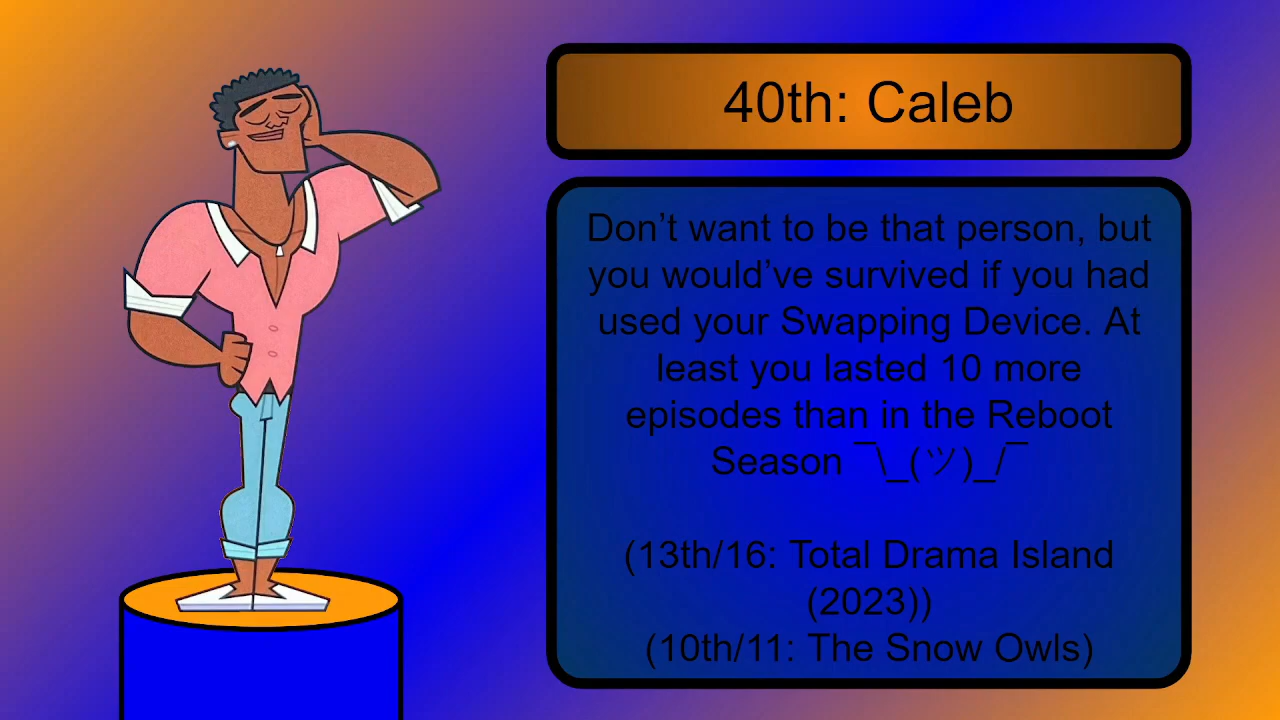 40th: Caleb
Don’t want to be that person, but
you would’ve survived if you had
used your Swapping Device. At
least you lasted 10 more
episodes than in the Reboot
Season ¯\_(ツ)_/¯
(13th/16: Total Drama Island
(2023))
(10th/11: The Snow Owls)